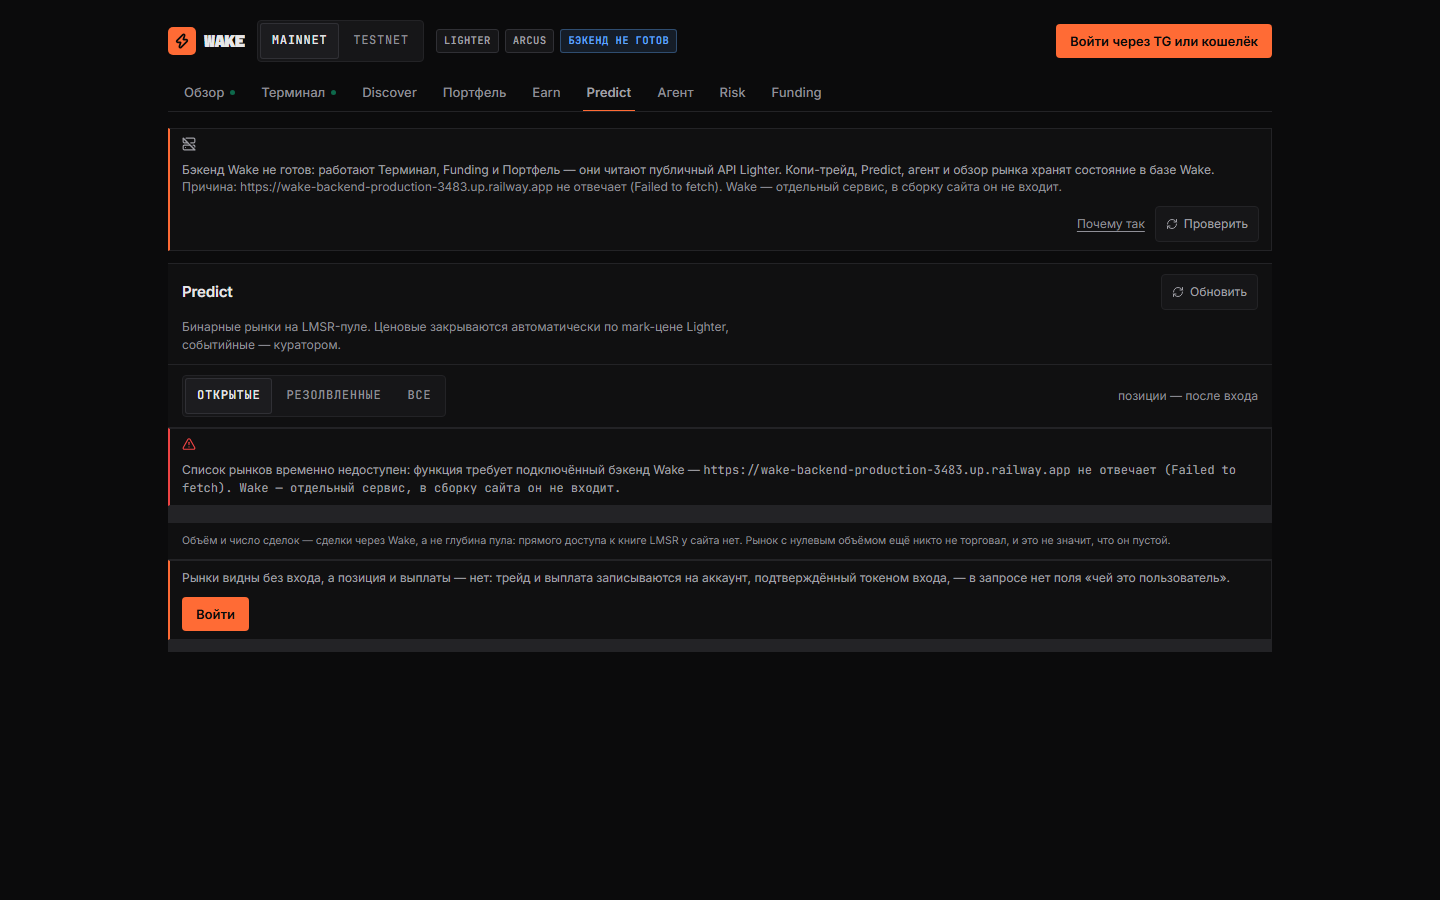 WAKE
MAINNET
TESTNET
LIGHTER
ARCUS
БЭКЕНД НЕ ГОТОВ
Войти через TG или кошелёк
Обзор
Терминал
Discover
Портфель
Earn
Predict
Агент
Risk
Funding
Бэкенд Wake не готов: работают Терминал, Funding и Портфель — они читают публичный API Lighter. Копи-трейд, Predict, агент и обзор рынка хранят состояние в базе Wake.
Причина: https://wake-backend-production-3483.up.railway.app не отвечает (Failed to fetch). Wake — отдельный сервис, в сборку сайта он не входит.
Почему так
Проверить
Predict
Обновить
Бинарные рынки на LMSR-пуле. Ценовые закрываются автоматически по mark-цене Lighter,
событийные — куратором.
ОТКРЫТЫЕ
РЕЗОЛВЛЕННЫЕ
ВСЕ
позиции — после входа
Список рынков временно недоступен: функция требует подключённый бэкенд Wake — https://wake-backend-production-3483.up.railway.app не отвечает (Failed to
fetch). Wake — отдельный сервис, в сборку сайта он не входит.
Объём и число сделок — сделки через Wake, а не глубина пула: прямого доступа к книге LMSR у сайта нет. Рынок с нулевым объёмом ещё никто не торговал, и это не значит, что он пустой.
Рынки видны без входа, а позиция и выплаты — нет: трейд и выплата записываются на аккаунт, подтверждённый токеном входа, — в запросе нет поля «чей это пользователь».
Войти